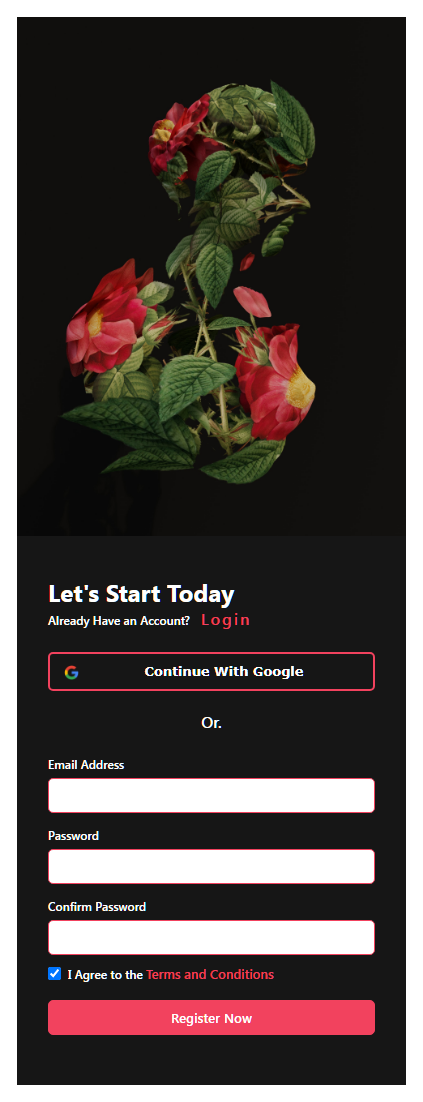 Let's Start Today
Already Have an Account? Login
Continue With Google
Or.
Email Address
Password
Confirm Password
I Agree to the Terms and Conditions
Register Now